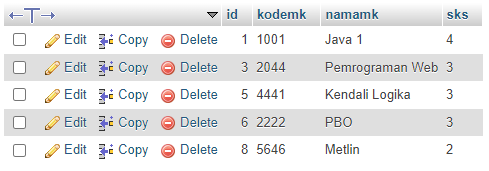 id kodemk namamk sks
Edit Copy Delete 1 1001 Java 1 4
Edit Copy Delete 3 2044 Pemrograman Web 3
Edit Copy Delete 5 4441 Kendali Logika 3
Edit Copy Delete 6 2222 PBO 3
Edit Copy Delete 8 5646 Metlin 2